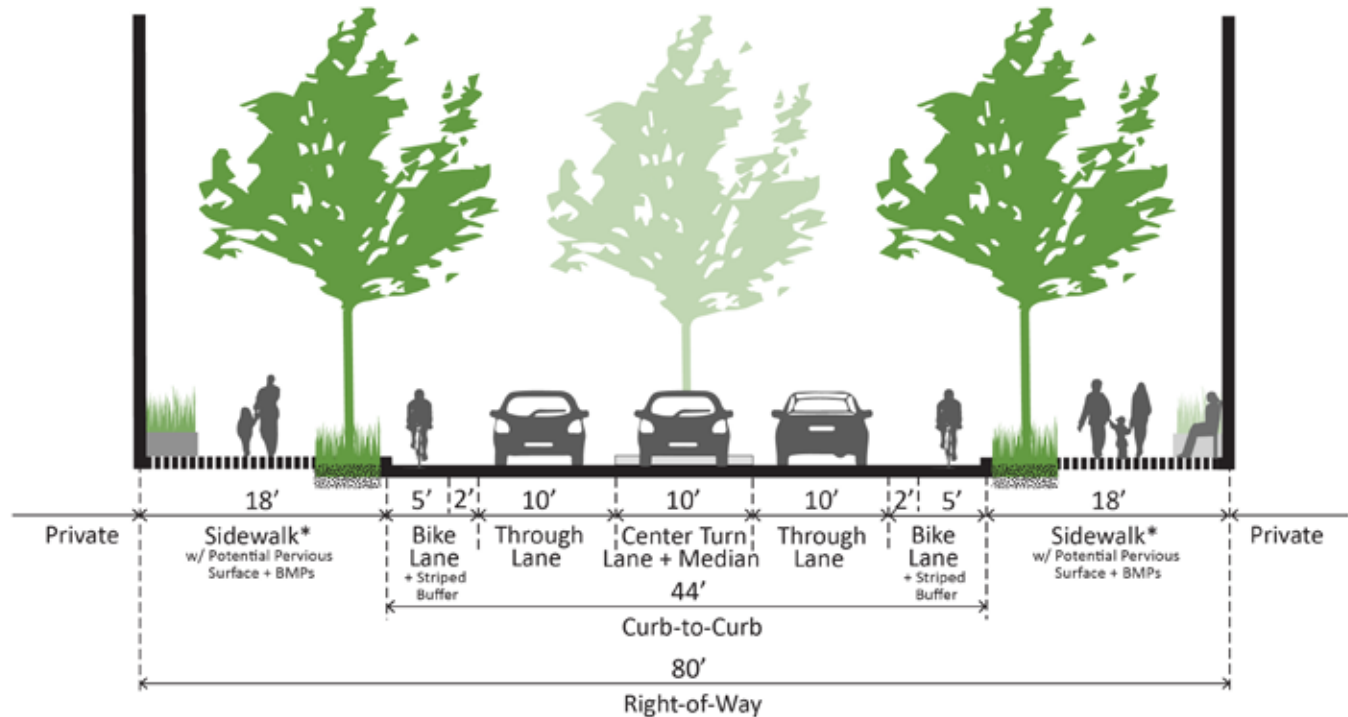 18’ 5’ 2’ 10’ 10’ 10’ 2’ 5’ 18’
Private Sidewalk* Bike Through Center Turn Through Bike Sidewalk* Private
w/ Potential Pervious Lane Lane Lane + Median Lane Lane w/ Potential Pervious
Surface + BMPs + Striped + Striped Surface + BMPs
Buffer Buffer
44’
Curb-to-Curb
80’
Right-of-Way